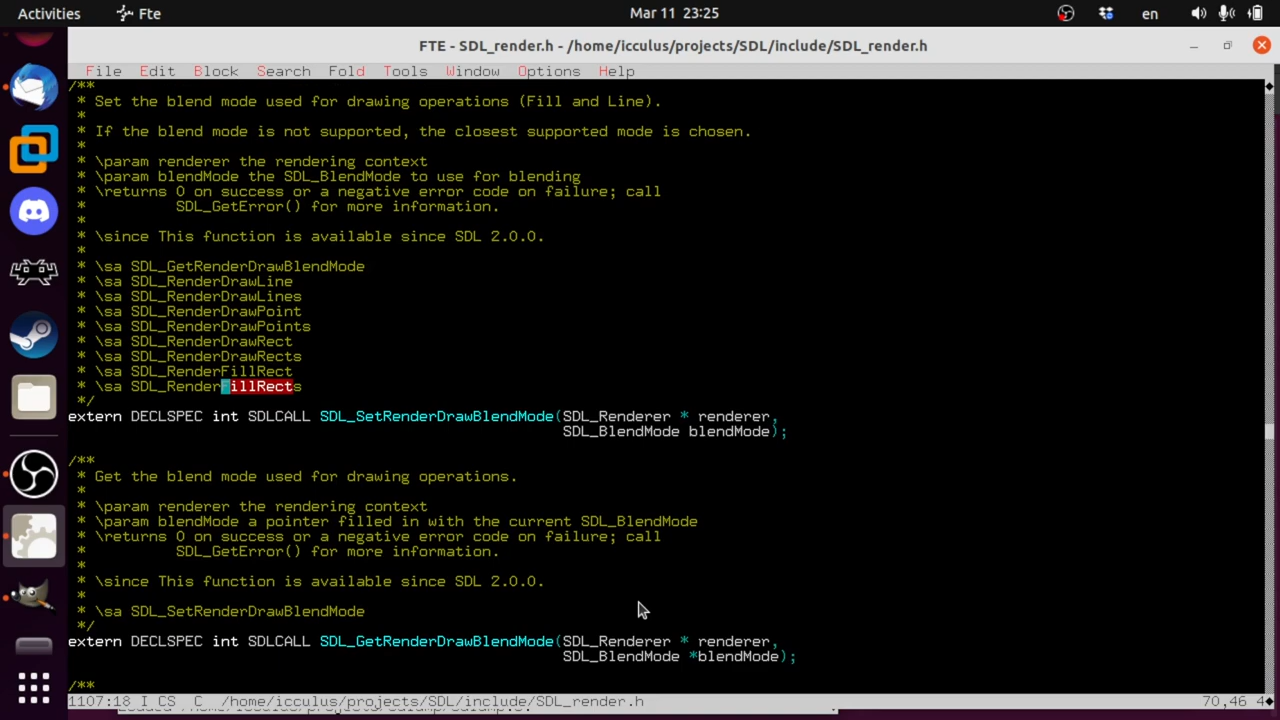 Activities Fte Mar 11 23:25 en
FTE - SDL_render.h - /home/icculus/projects/SDL/include/SDL_render.h
File Edit Block Search Fold Tools Window Options Help
/**
 * Set the blend mode used for drawing operations (Fill and Line).
 *
 * If the blend mode is not supported, the closest supported mode is chosen.
 *
 * \param renderer the rendering context
 * \param blendMode the SDL_BlendMode to use for blending
 * \returns 0 on success or a negative error code on failure; call
 *          SDL_GetError() for more information.
 *
 * \since This function is available since SDL 2.0.0.
 *
 * \sa SDL_GetRenderDrawBlendMode
 * \sa SDL_RenderDrawLine
 * \sa SDL_RenderDrawLines
 * \sa SDL_RenderDrawPoint
 * \sa SDL_RenderDrawPoints
 * \sa SDL_RenderDrawRect
 * \sa SDL_RenderDrawRects
 * \sa SDL_RenderFillRect
 * \sa SDL_RenderFillRects
 */
extern DECLSPEC int SDLCALL SDL_SetRenderDrawBlendMode(SDL_Renderer * renderer,
                                                       SDL_BlendMode blendMode);
/**
 * Get the blend mode used for drawing operations.
 *
 * \param renderer the rendering context
 * \param blendMode a pointer filled in with the current SDL_BlendMode
 * \returns 0 on success or a negative error code on failure; call
 *          SDL_GetError() for more information.
 *
 * \since This function is available since SDL 2.0.0.
 *
 * \sa SDL_SetRenderDrawBlendMode
 */
extern DECLSPEC int SDLCALL SDL_GetRenderDrawBlendMode(SDL_Renderer * renderer,
                                                       SDL_BlendMode *blendMode);
/**
1107:18 I CS C /home/icculus/projects/SDL/include/SDL_render.h 70,46 4